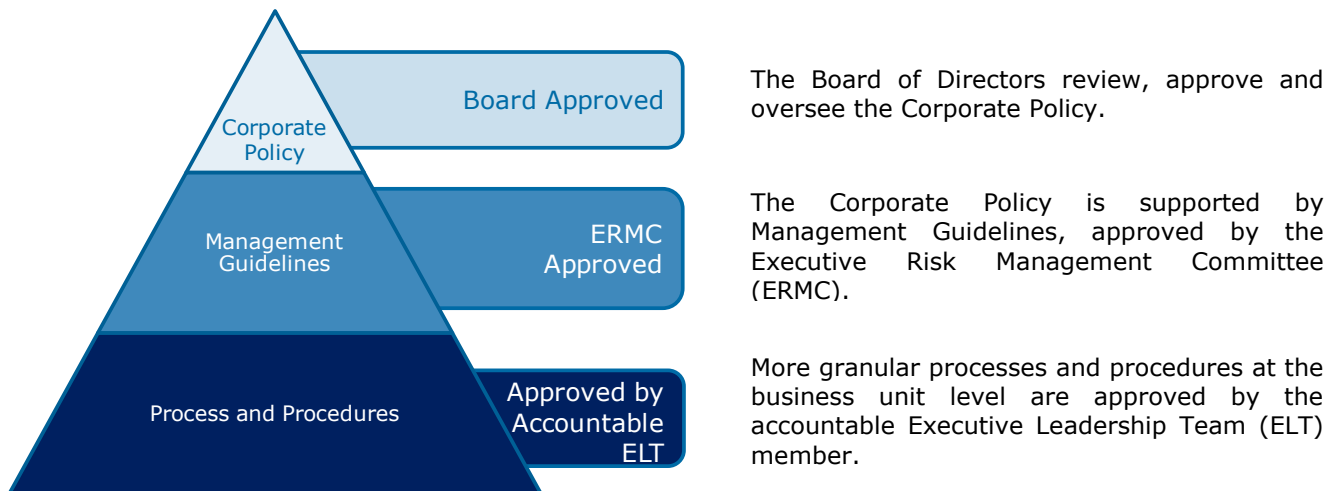 Corporate
Policy
Board Approved
The Board of Directors review, approve and
oversee the Corporate Policy.
Management
Guidelines
ERMC
Approved
The Corporate Policy is supported by
Management Guidelines, approved by the
Executive Risk Management Committee
(ERMC).
Process and Procedures
Approved by
Accountable
ELT
More granular processes and procedures at the
business unit level are approved by the
accountable Executive Leadership Team (ELT)
member.